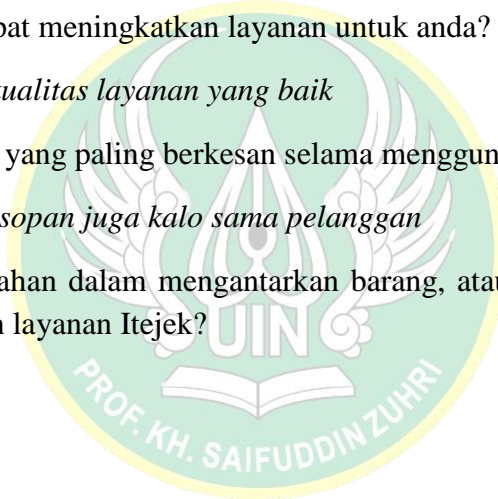 pat meningkatkan layanan untuk anda?
ualitas layanan yang baik
yang paling berkesan selama menggun
sopan juga kalo sama pelanggan
ahan dalam mengantarkan barang, atau
layanan Itejek?
UIN
PROF. KH. SAIFUDDIN ZUHRI